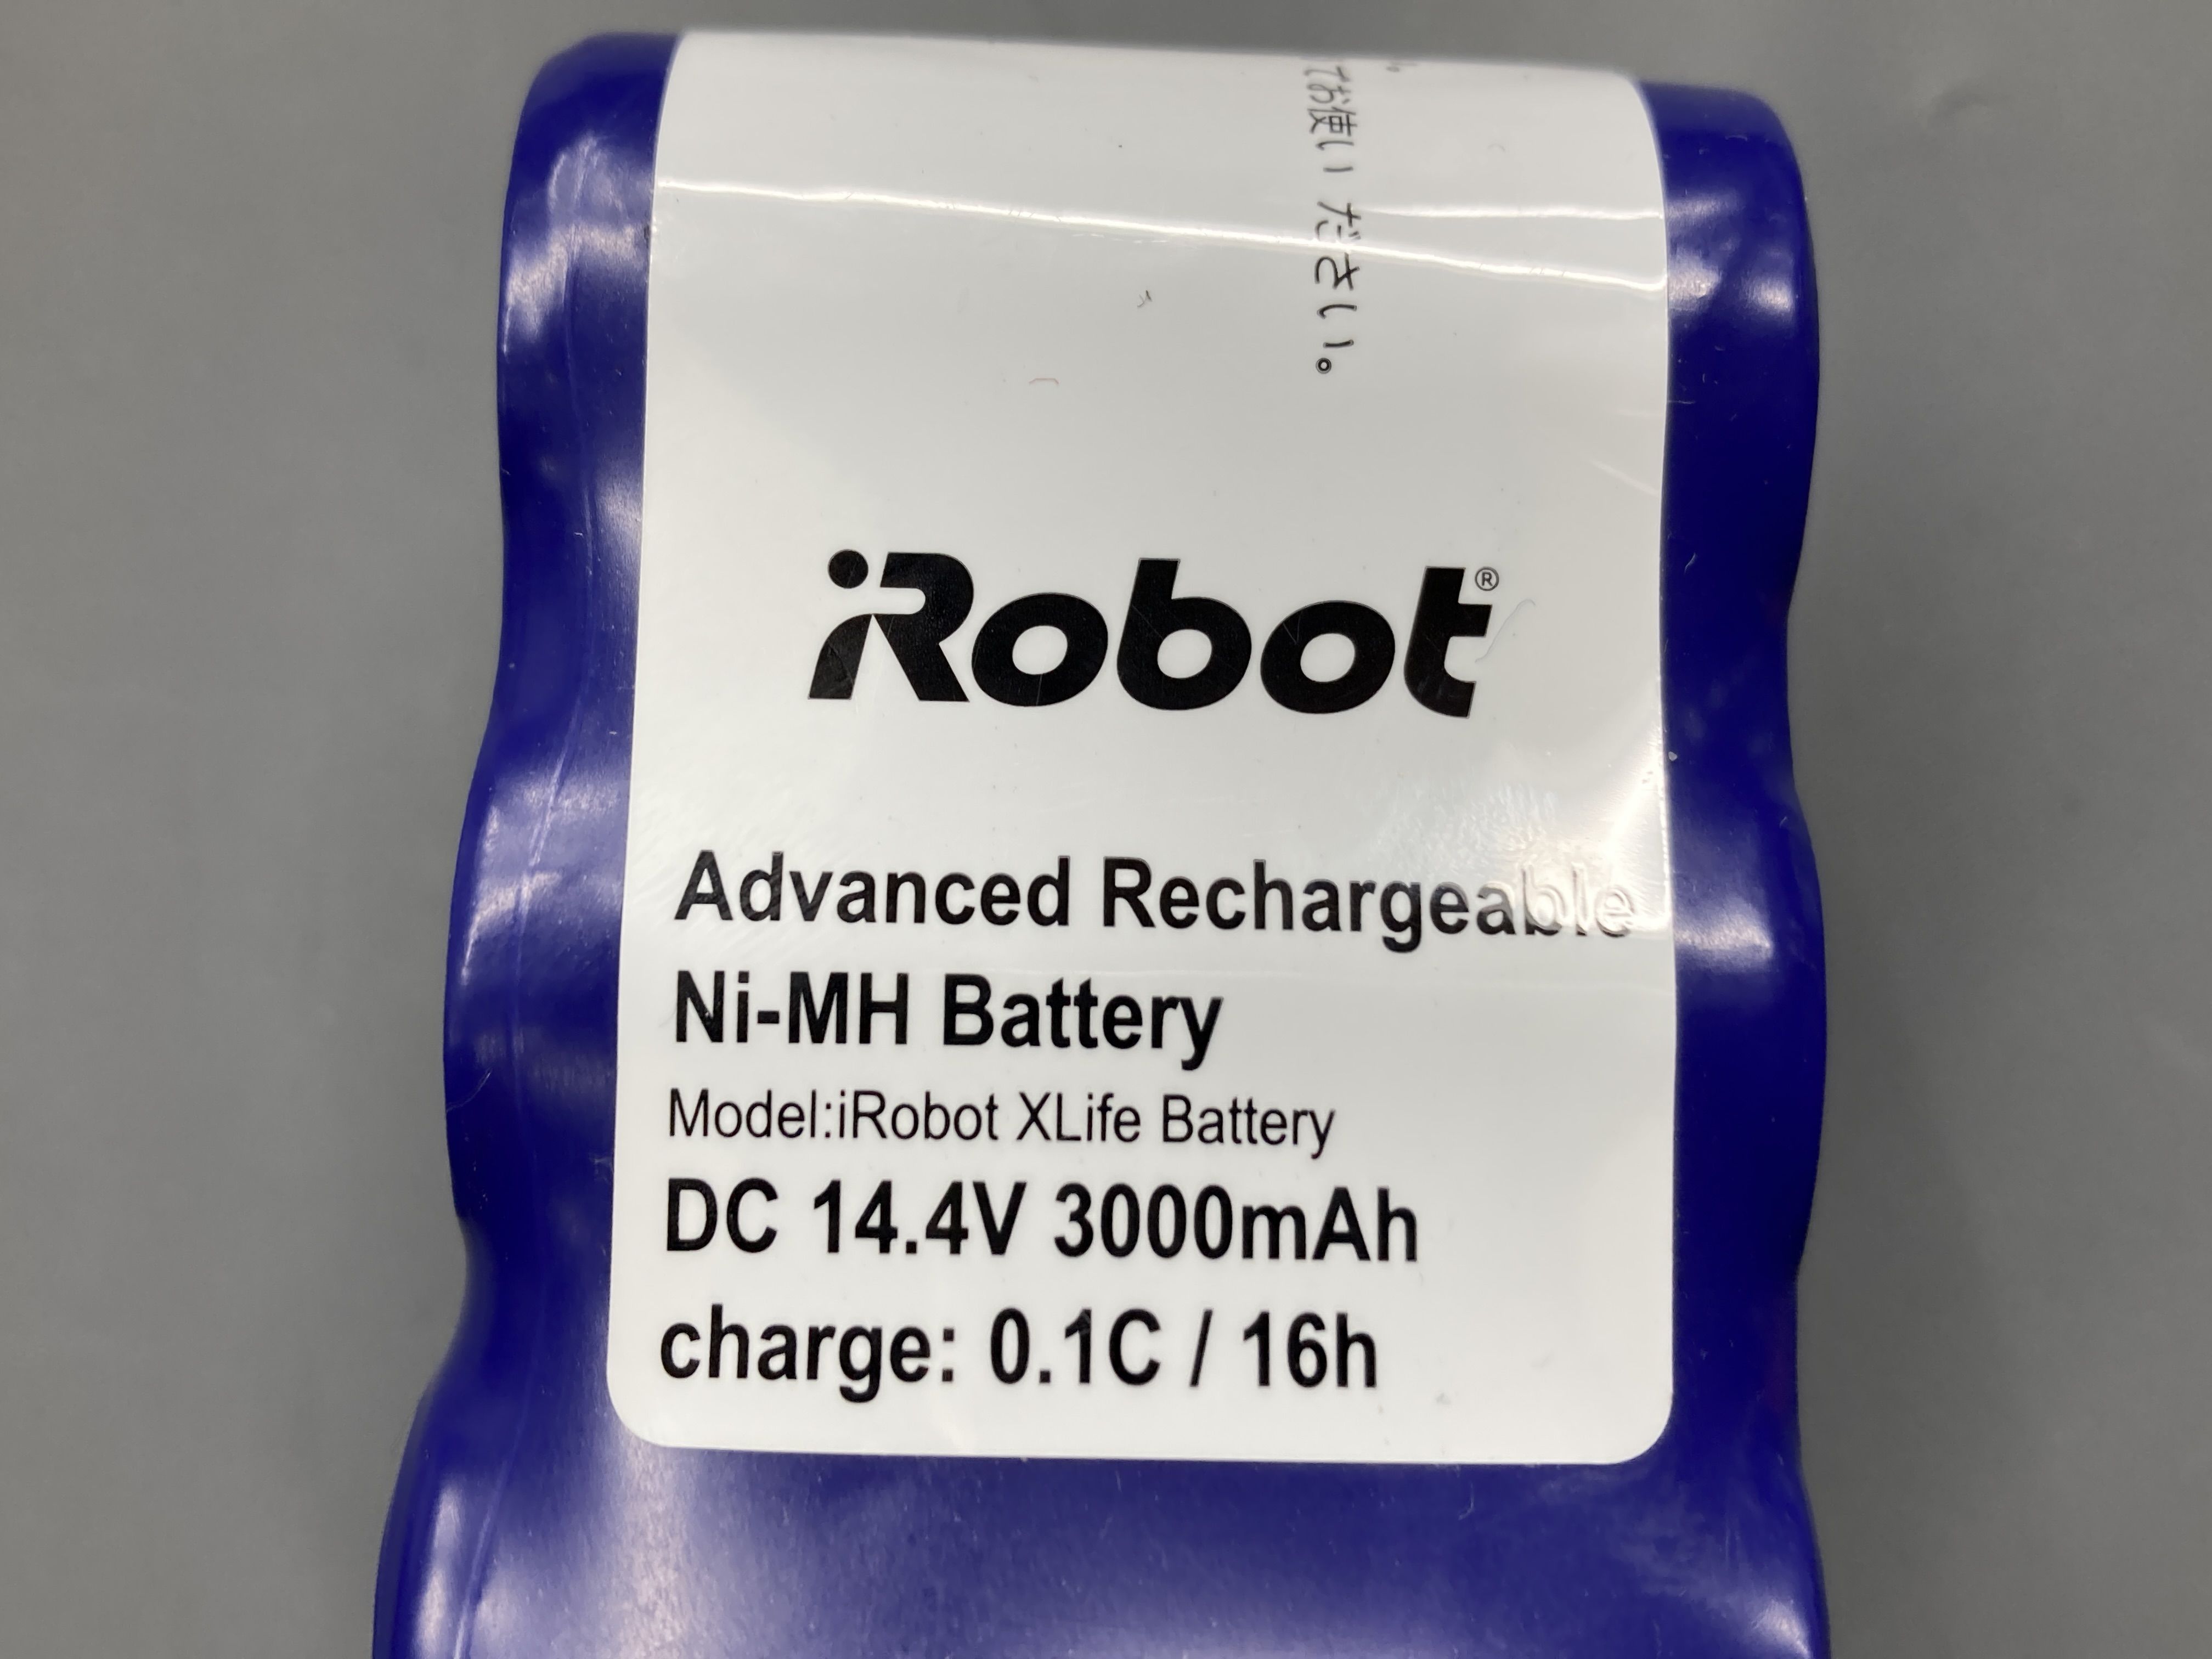 。
てお使い ださい。
iRobot®
Advanced Rechargeable
Ni-MH Battery
Model:iRobot XLife Battery
DC 14.4V 3000mAh
charge: 0.1C / 16h